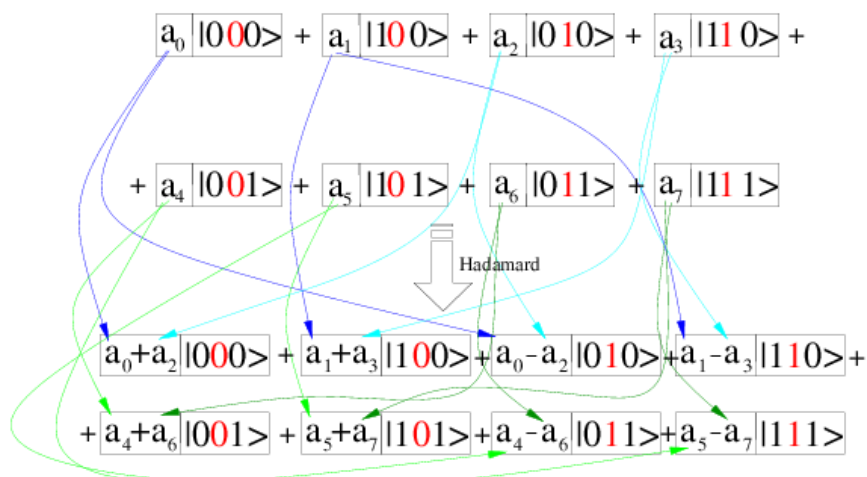 a₀ |000> + a₁ |100> + a₂ |010> + a₃ |110> +
+ a₄ |001> + a₅ |101> + a₆ |011> + a₇ |111>
Hadamard
a₀+a₂ |000> + a₁+a₃ |100> + a₀-a₂ |010> + a₁-a₃ |110> +
+ a₄+a₆ |001> + a₅+a₇ |101> + a₄-a₆ |011> + a₅-a₇ |111>